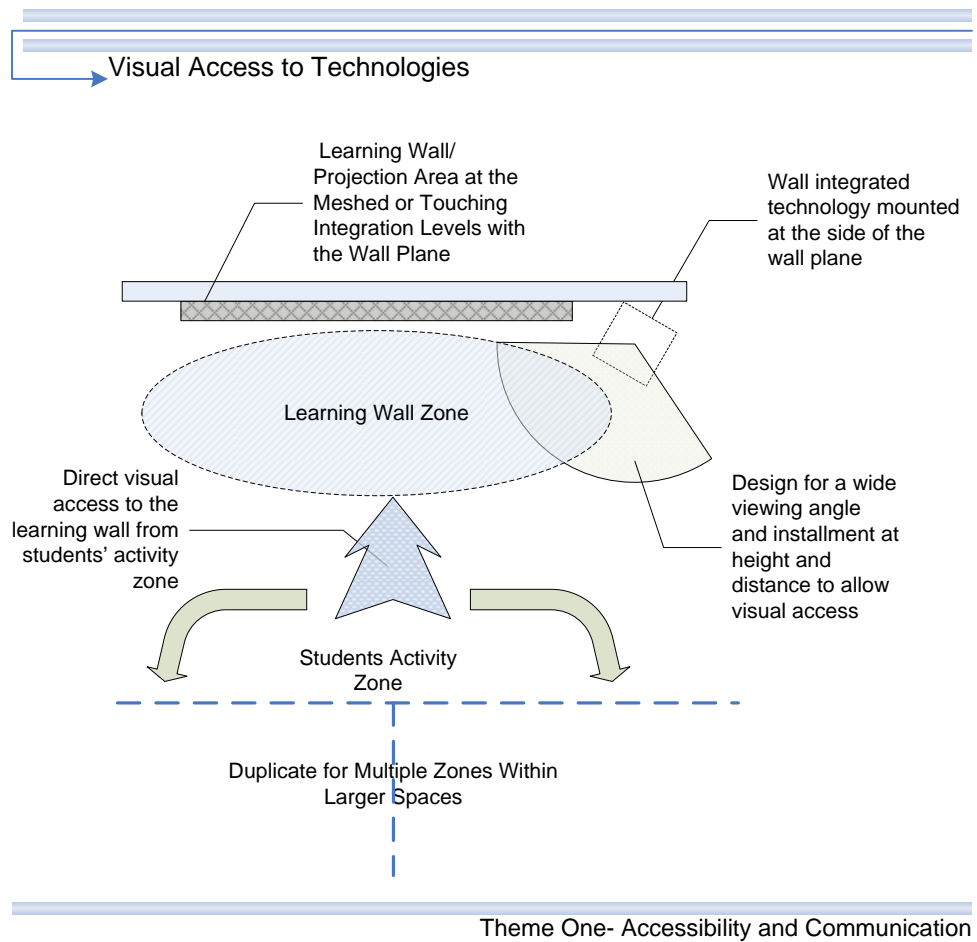 Visual Access to Technologies
Learning Wall/
Projection Area at the
Meshed or Touching
Integration Levels with
the Wall Plane
Wall integrated
technology mounted
at the side of the
wall plane
Learning Wall Zone
Direct visual
access to the
learning wall from
students’ activity
zone
Design for a wide
viewing angle
and installment at
height and
distance to allow
visual access
Students Activity
Zone
Duplicate for Multiple Zones Within
Larger Spaces
Theme One- Accessibility and Communication